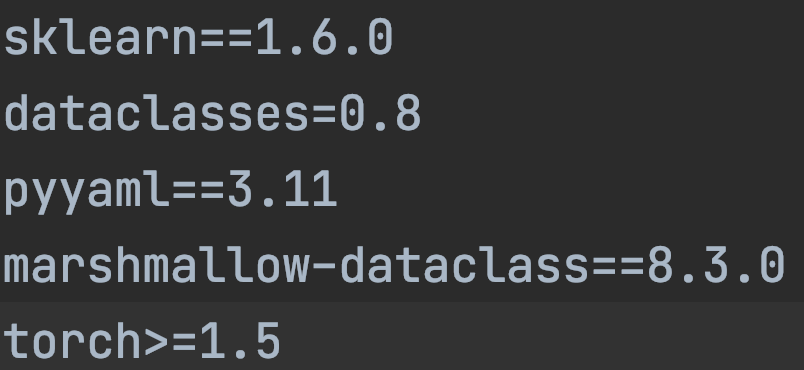 sklearn==1.6.0
dataclasses=0.8
pyyaml==3.11
marshmallow-dataclass==8.3.0
torch>=1.5